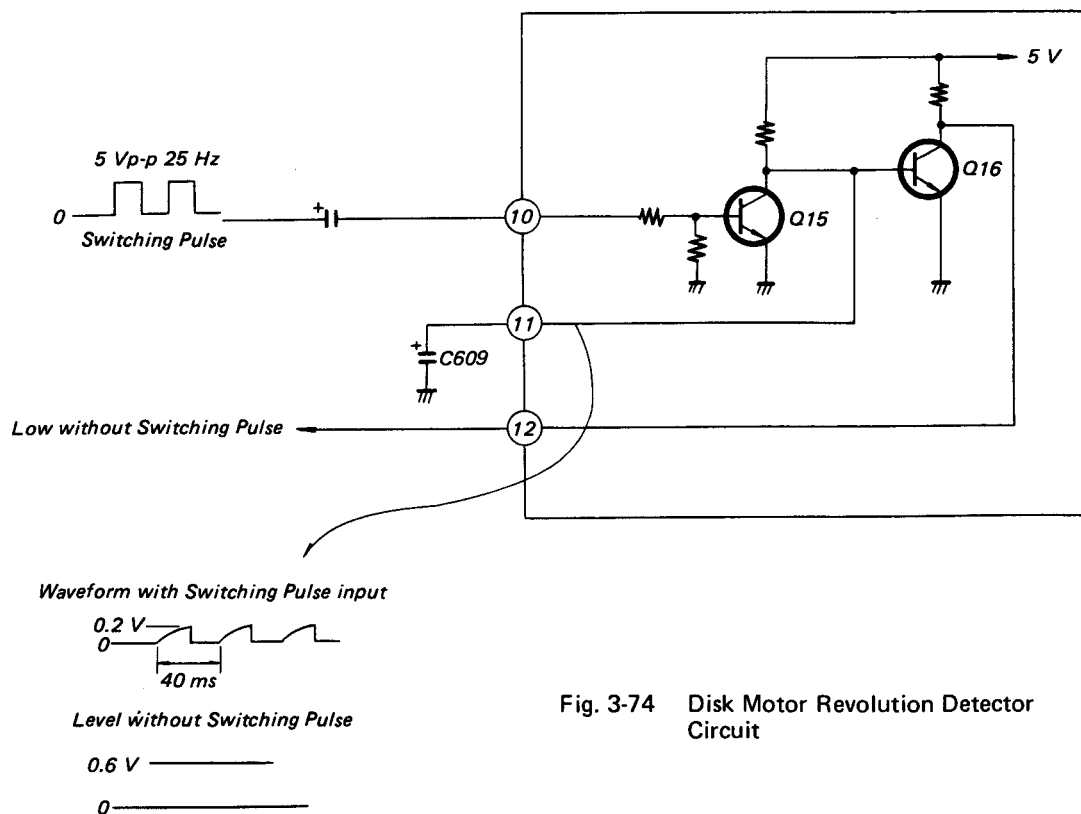 5 V
5 Vp-p 25 Hz
0
Switching Pulse
+
10
Q15
Q16
11
+
C609
Low without Switching Pulse
12
Waveform with Switching Pulse input
0.2 V
0
40 ms
Level without Switching Pulse
0.6 V
0
Fig. 3-74 Disk Motor Revolution Detector
Circuit